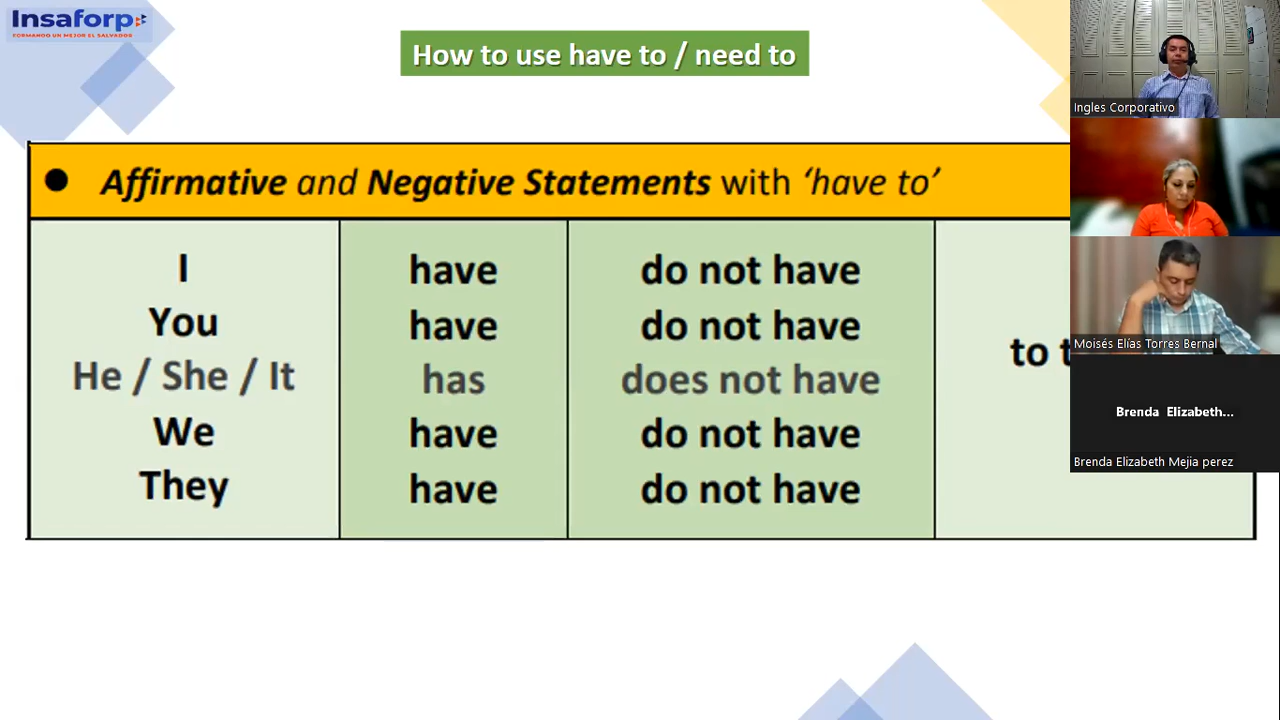 Insaforp
FORMANDO UN MEJOR EL SALVADOR
How to use have to / need to
● Affirmative and Negative Statements with ‘have to’
I have do not have
You have do not have
He / She / It has does not have
to t
We have do not have
They have do not have
Ingles Corporativo
Moisés Elías Torres Bernal
Brenda Elizabeth...
Brenda Elizabeth Mejia perez